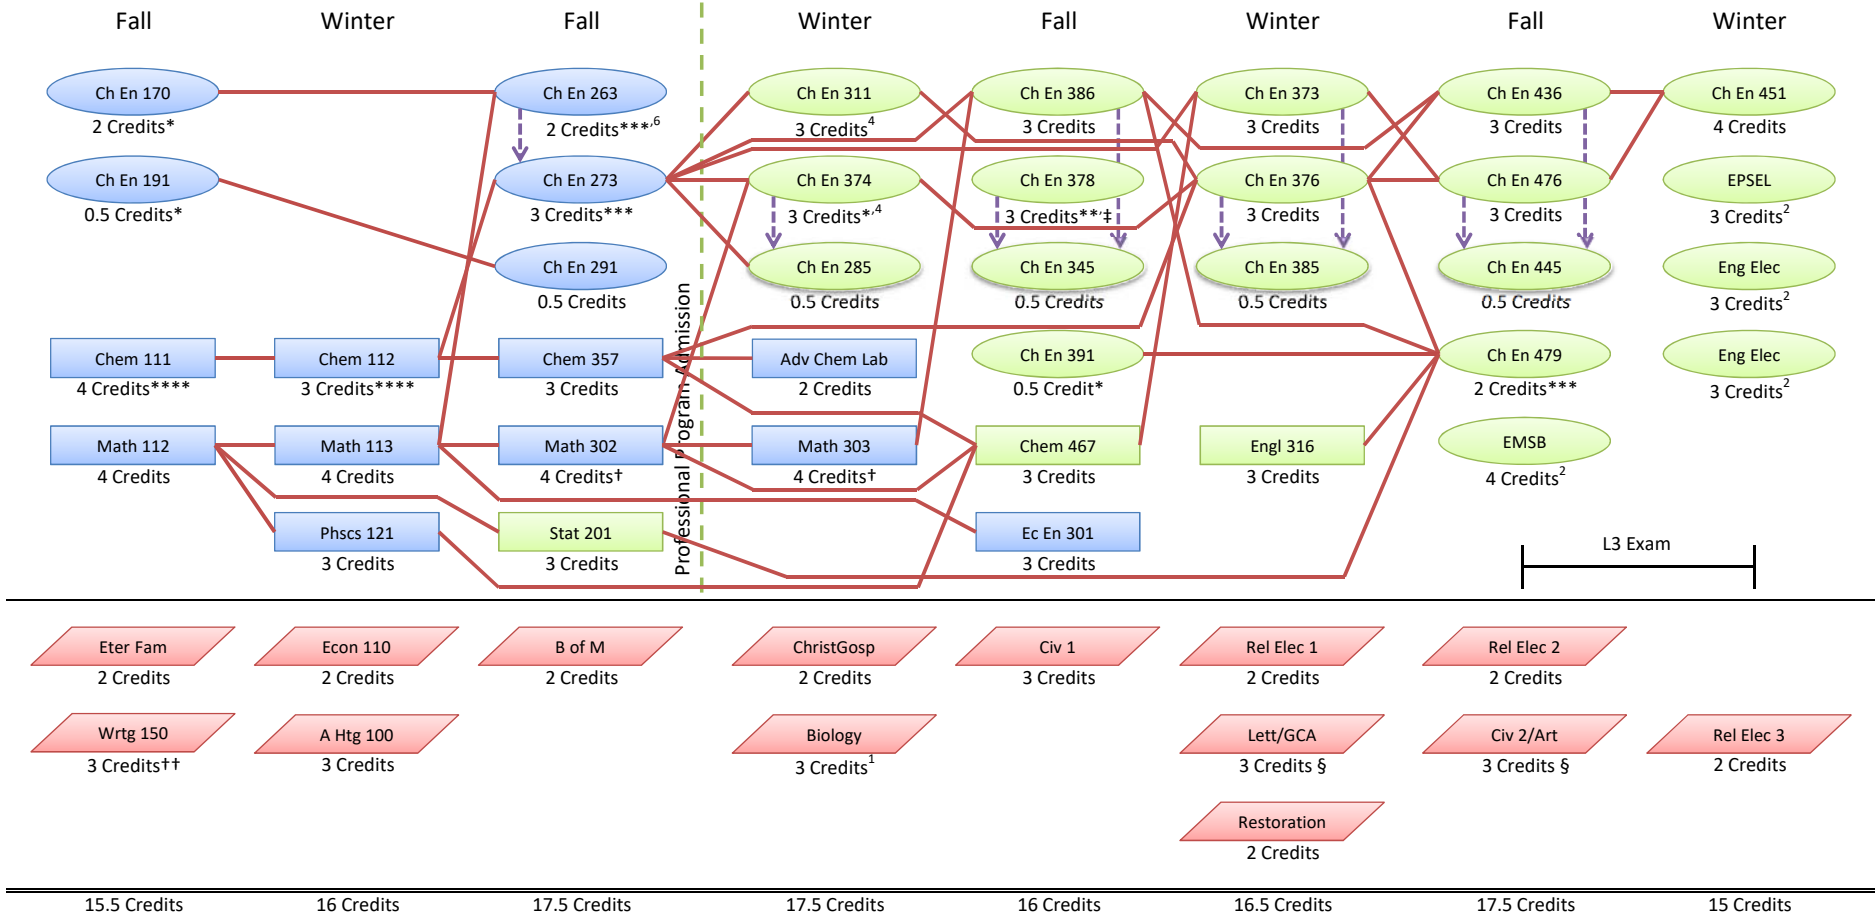 Fall Winter Fall Winter Fall Winter Fall Winter
Ch En 170 Ch En 263 Ch En 311 Ch En 386 Ch En 373 Ch En 436 Ch En 451
2 Credits* 2 Credits***,6 3 Credits4 3 Credits 3 Credits 3 Credits 4 Credits
Ch En 191 Ch En 273 Ch En 374 Ch En 378 Ch En 376 Ch En 476 EPSEL
0.5 Credits* 3 Credits*** 3 Credits*,4 3 Credits**,‡ 3 Credits 3 Credits 3 Credits2
Ch En 291 Ch En 285 Ch En 345 Ch En 385 Ch En 445 Eng Elec
0.5 Credits 0.5 Credits 0.5 Credits 0.5 Credits 0.5 Credits 3 Credits2
Professional Program Admission
Chem 111 Chem 112 Chem 357 Adv Chem Lab Ch En 391 Ch En 479 Eng Elec
4 Credits**** 3 Credits**** 3 Credits 2 Credits 0.5 Credit* 2 Credits*** 3 Credits2
Math 112 Math 113 Math 302 Math 303 Chem 467 Engl 316 EMSB
4 Credits 4 Credits 4 Credits† 4 Credits† 3 Credits 3 Credits 4 Credits2
Phscs 121 Stat 201 Ec En 301 L3 Exam
3 Credits 3 Credits 3 Credits
Eter Fam Econ 110 B of M ChristGosp Civ 1 Rel Elec 1 Rel Elec 2
2 Credits 2 Credits 2 Credits 2 Credits 3 Credits 2 Credits 2 Credits
Wrtg 150 A Htg 100 Biology Lett/GCA Civ 2/Art Rel Elec 3
3 Credits†† 3 Credits 3 Credits1 3 Credits § 3 Credits § 2 Credits
Restoration
2 Credits
15.5 Credits 16 Credits 17.5 Credits 17.5 Credits 16 Credits 16.5 Credits 17.5 Credits 15 Credits